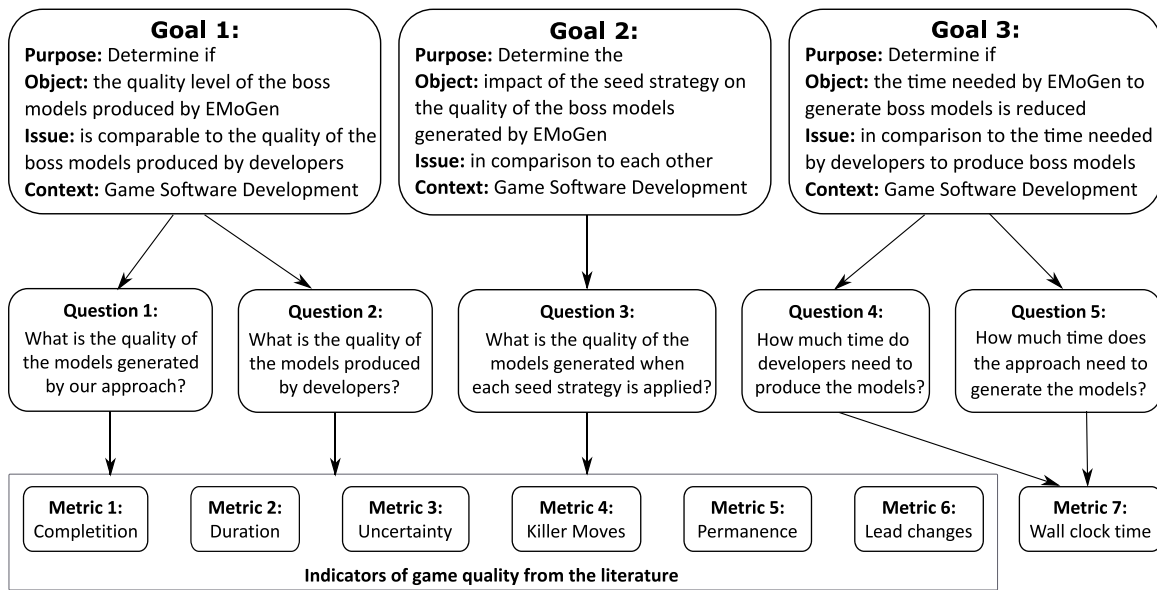 Goal 1:
Purpose: Determine if
Object: the quality level of the boss
models produced by EMoGen
Issue: is comparable to the quality of the
boss models produced by developers
Context: Game Software Development
Goal 2:
Purpose: Determine the
Object: impact of the seed strategy on
the quality of the boss models
generated by EMoGen
Issue: in comparison to each other
Context: Game Software Development
Goal 3:
Purpose: Determine if
Object: the time needed by EMoGen to
generate boss models is reduced
Issue: in comparison to the time needed
by developers to produce boss models
Context: Game Software Development
Question 1:
What is the quality of
the models generated
by our approach?
Question 2:
What is the quality of
the models produced
by developers?
Question 3:
What is the quality of the
models generated when
each seed strategy is applied?
Question 4:
How much time do
developers need to
produce the models?
Question 5:
How much time does
the approach need to
generate the models?
Metric 1:
Completition
Metric 2:
Duration
Metric 3:
Uncertainty
Metric 4:
Killer Moves
Metric 5:
Permanence
Metric 6:
Lead changes
Metric 7:
Wall clock time
Indicators of game quality from the literature